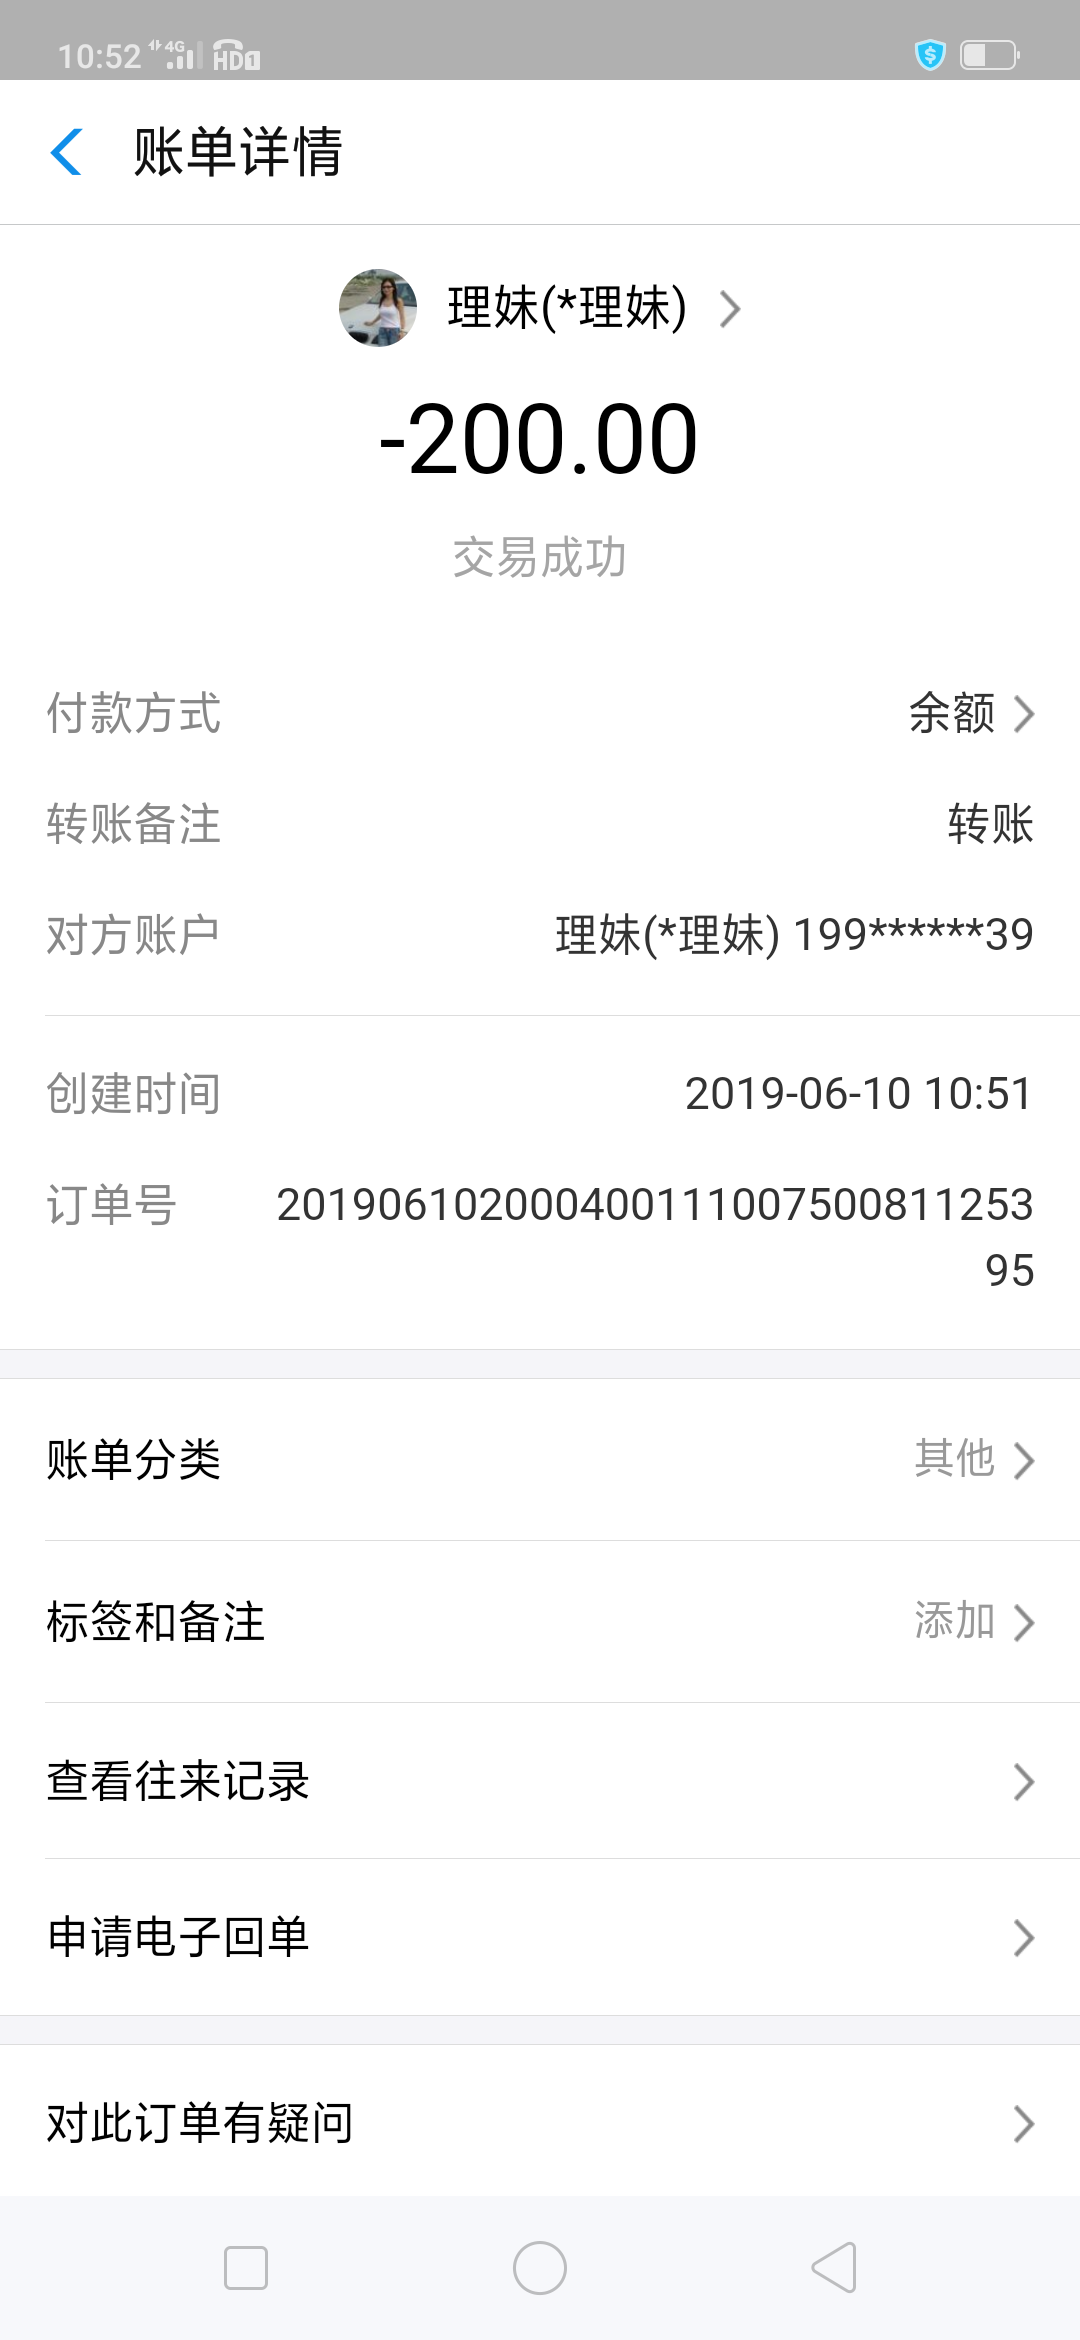 10:52 4G HD1
账单详情
理妹(*理妹)
-200.00
交易成功
付款方式 余额
转账备注 转账
对方账户 理妹(*理妹) 199******39
创建时间 2019-06-10 10:51
订单号 201906102000400111007500811253
95
账单分类 其他
标签和备注 添加
查看往来记录
申请电子回单
对此订单有疑问